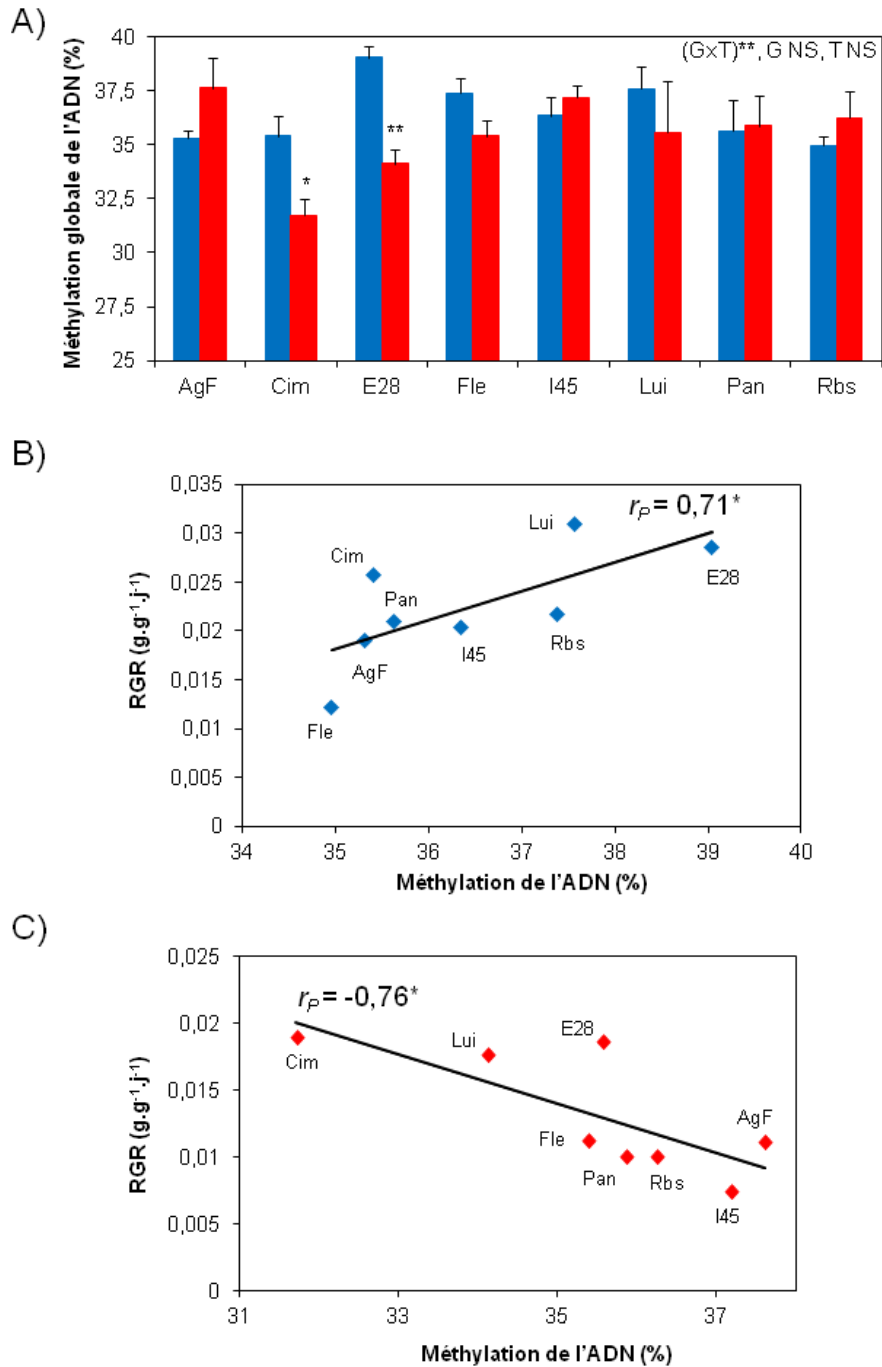 A)
Méthylation globale de l'ADN (%)
40
37,5
35
32,5
30
27,5
25
(GxT)**, G NS, T NS
*
**
AgF Cim E28 Fle I45 Lui Pan Rbs
B)
RGR (g.g⁻¹.j⁻¹)
0,035
0,03
0,025
0,02
0,015
0,01
0,005
0
r_P = 0,71*
Lui
Cim
E28
Pan
Rbs
I45
AgF
Fle
34 35 36 37 38 39 40
Méthylation de l'ADN (%)
C)
RGR (g.g⁻¹.j⁻¹)
0,025
0,02
0,015
0,01
0,005
0
r_P = -0,76*
E28
Lui
Cim
AgF
Fle
Pan
Rbs
I45
31 33 35 37
Méthylation de l'ADN (%)